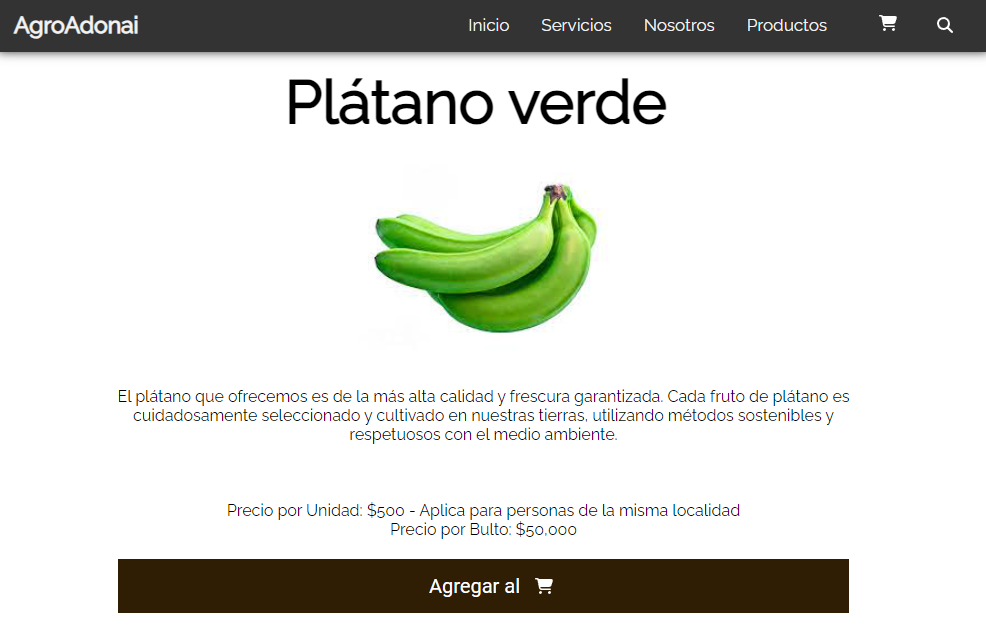 AgroAdonai
Inicio Servicios Nosotros Productos
Plátano verde
El plátano que ofrecemos es de la más alta calidad y frescura garantizada. Cada fruto de plátano es
cuidadosamente seleccionado y cultivado en nuestras tierras, utilizando métodos sostenibles y
respetuosos con el medio ambiente.
Precio por Unidad: $500 - Aplica para personas de la misma localidad
Precio por Bulto: $50.000
Agregar al